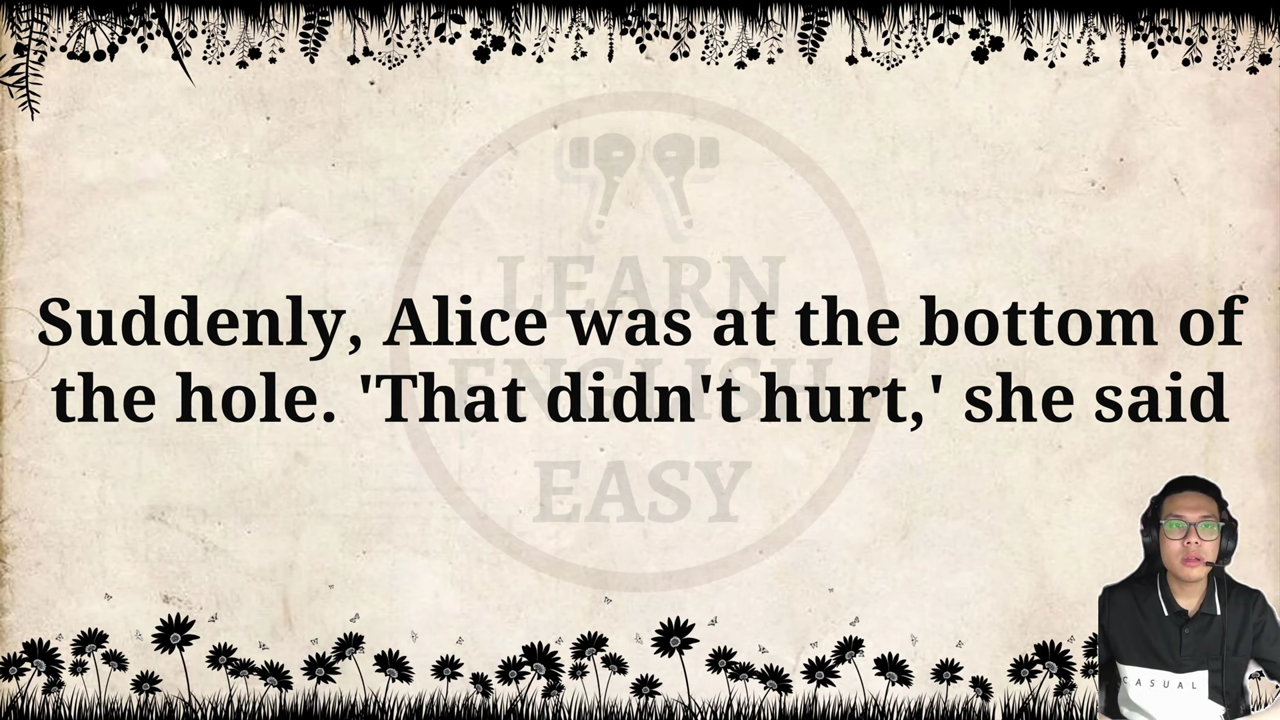 LEARN
Suddenly, Alice was at the bottom of
ENGLISH
the hole. 'That didn't hurt,' she said
EASY
CASUAL